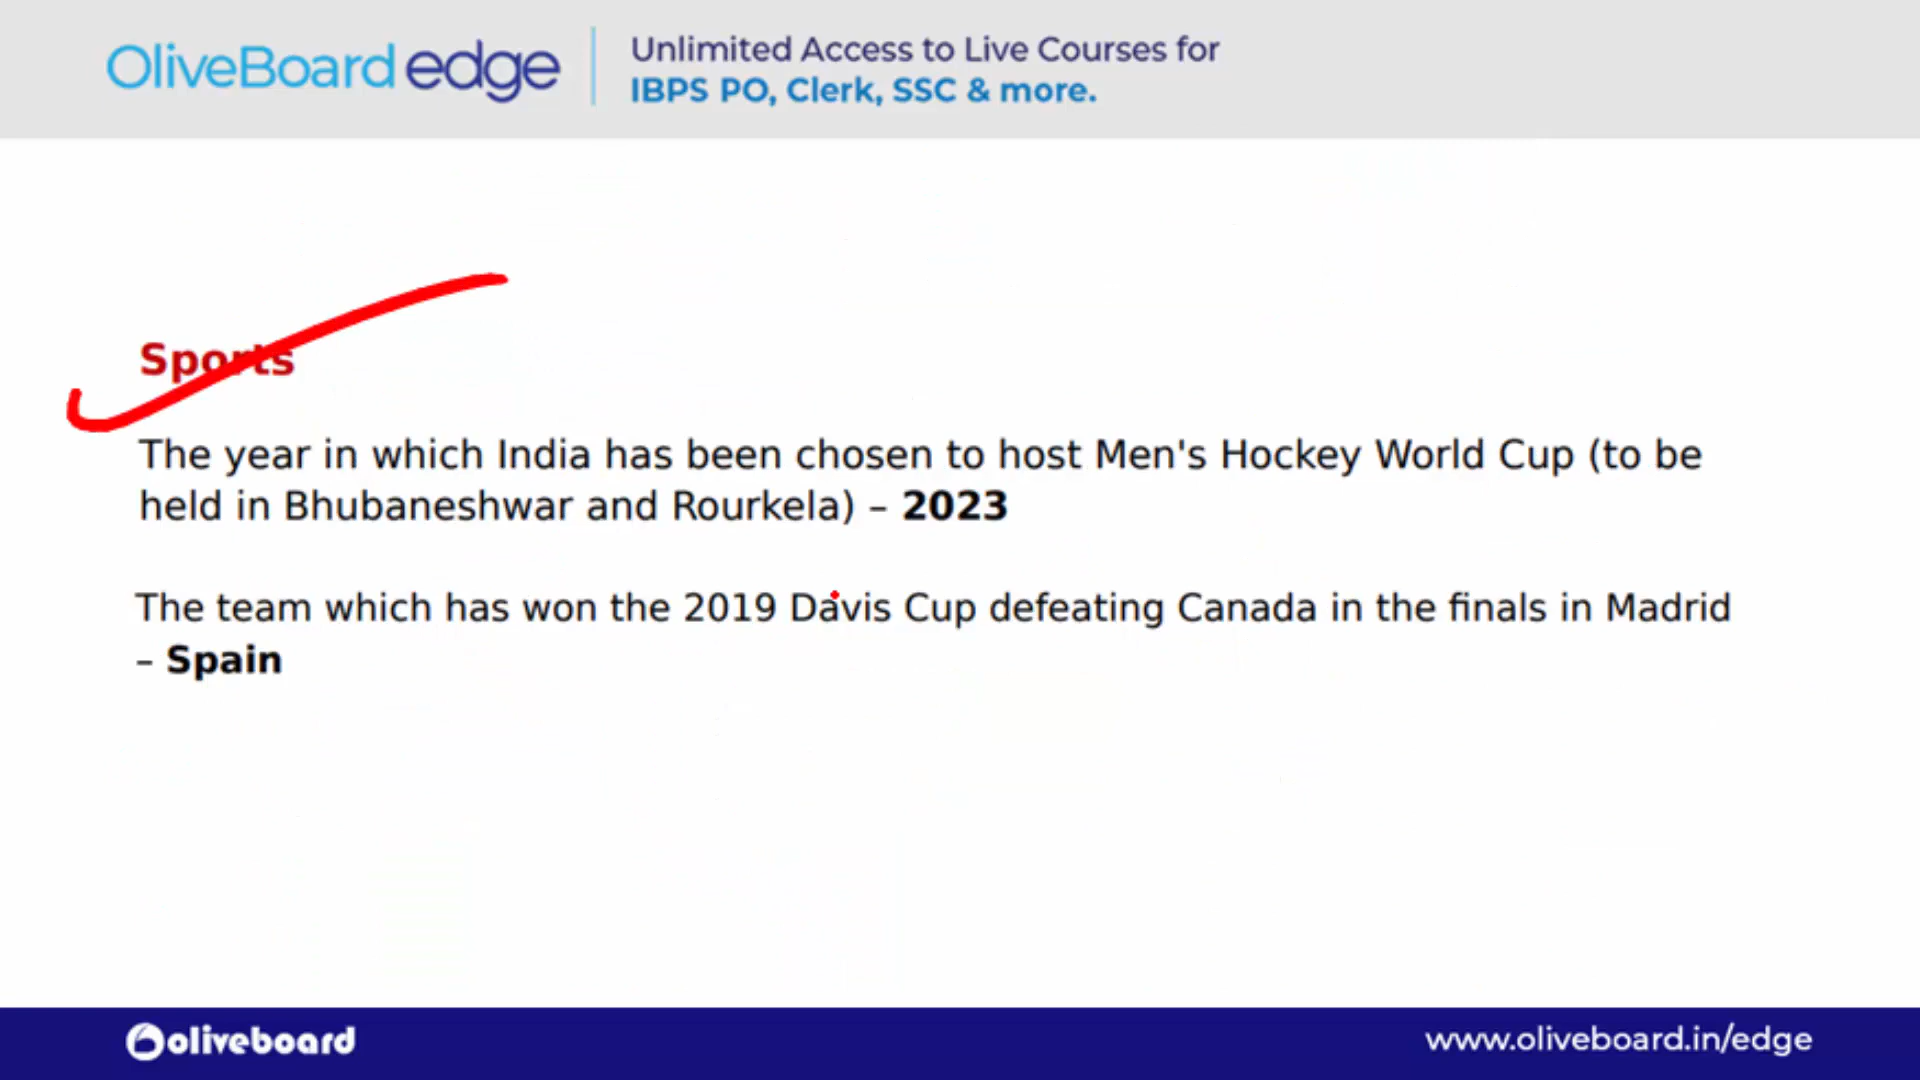 OliveBoard edge
Unlimited Access to Live Courses for
IBPS PO, Clerk, SSC & more.
Sports
The year in which India has been chosen to host Men's Hockey World Cup (to be
held in Bhubaneshwar and Rourkela) – 2023
The team which has won the 2019 Davis Cup defeating Canada in the finals in Madrid
– Spain
oliveboard
www.oliveboard.in/edge